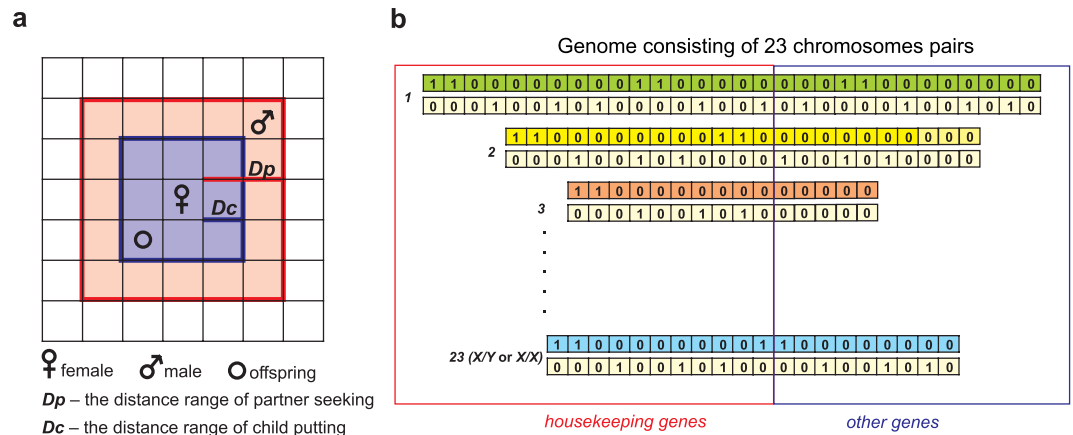 a
♂
Dp
♀
Dc
♀ female ♂ male O offspring
Dp – the distance range of partner seeking
Dc – the distance range of child putting
b
Genome consisting of 23 chromosomes pairs
1
1 1 0 0 0 0 0 0 0 0 1 1 0 0 0 0 0 0 0 0 1 1 0 0 0 0 0 0 0 0
0 0 0 1 0 0 1 0 1 0 0 0 0 1 0 0 1 0 1 0 0 0 0 1 0 0 1 0 1 0
2
1 1 0 0 0 0 0 0 0 0 1 1 0 0 0 0 0 0 0 0 0 0 0
0 0 0 1 0 0 1 0 1 0 0 0 0 1 0 0 1 0 1 0 0 0 0
3
1 1 0 0 0 0 0 0 0 0 0 0 0 0 0
0 0 0 1 0 0 1 0 1 0 0 0 0 0 0
23 (X/Y or X/X)
1 1 0 0 0 0 0 0 0 0 1 1 0 0 0 0 0 0 0 0
0 0 0 1 0 0 1 0 1 0 0 0 0 1 0 0 1 0 1 0
housekeeping genes
other genes